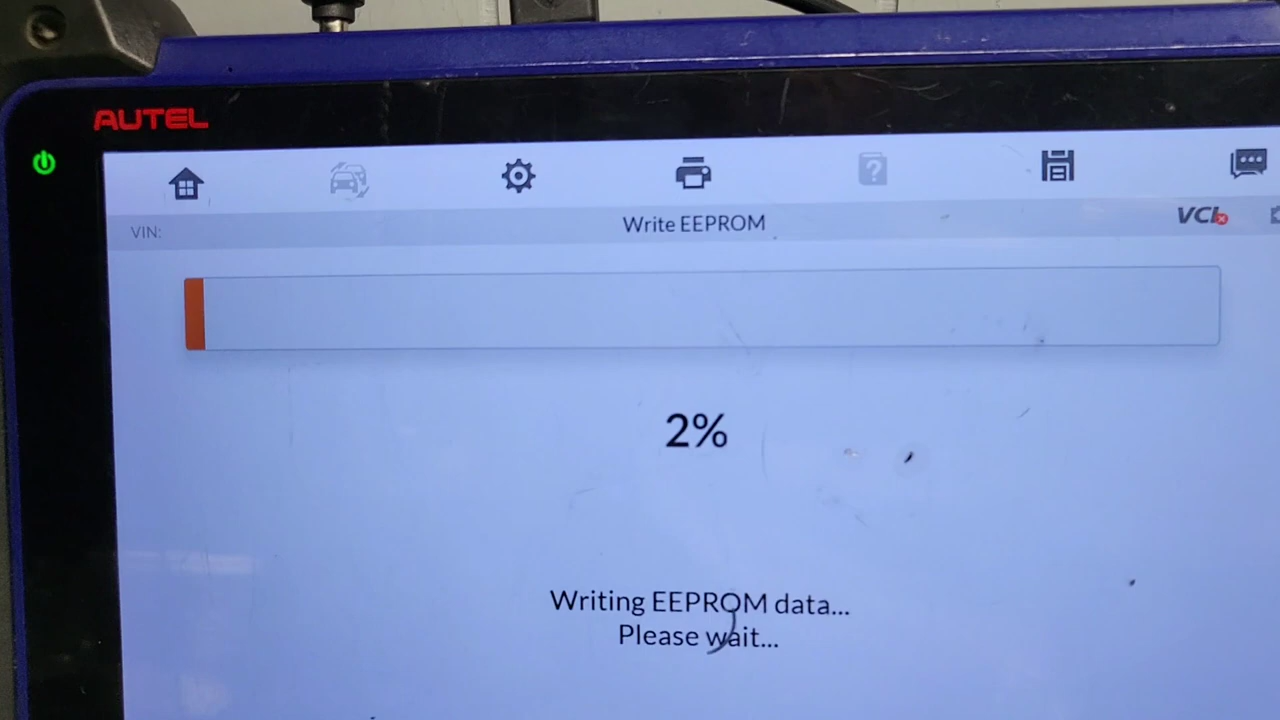 AUTEL
VIN:
Write EEPROM
VCI
2%
Writing EEPROM data...
Please wait...